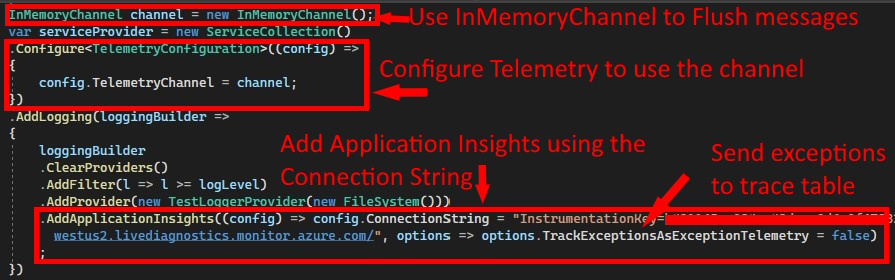 InMemoryChannel channel = new InMemoryChannel();
Use InMemoryChannel to Flush messages
var serviceProvider = new ServiceCollection()
.Configure<TelemetryConfiguration>((config) =>
{
config.TelemetryChannel = channel;
Configure Telemetry to use the channel
})
.AddLogging(loggingBuilder =>
{
Add Application Insights using the
Connection String
Send exceptions
to trace table
loggingBuilder
.ClearProviders()
.AddFilter(l => l >= logLevel)
.AddProvider(new TestLoggerProvider(new FileSystem()))
.AddApplicationInsights((config) => config.ConnectionString = "InstrumentationKey=
westus2.livediagnostics.monitor.azure.com/", options => options.TrackExceptionsAsExceptionTelemetry = false)
;
})